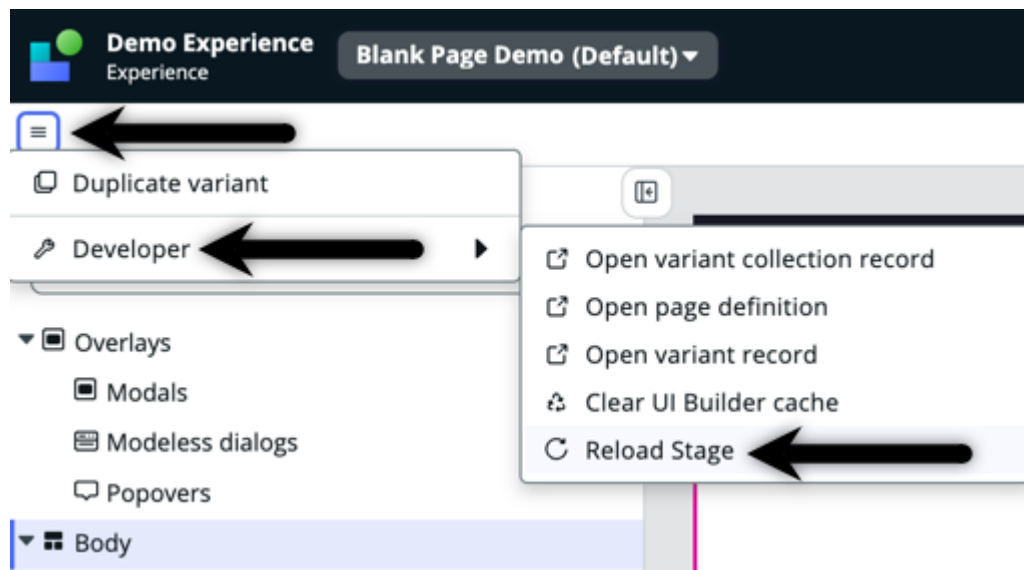 Demo Experience
Experience
Blank Page Demo (Default)
Duplicate variant
Developer
Open variant collection record
Open page definition
Open variant record
Clear UI Builder cache
Reload Stage
Overlays
Modals
Modeless dialogs
Popovers
Body